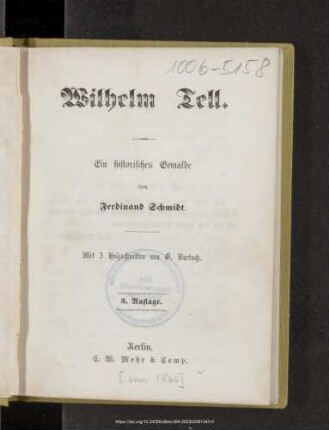 1006-5158
Wilhelm Tell.
Ein historisches Gemälde
von
Ferdinand Schmidt.
Mit 3 Holzschnitten von G. Bartsch.
3. Auflage.
Berlin.
C. W. Mohr & Comp.
[um 1865]